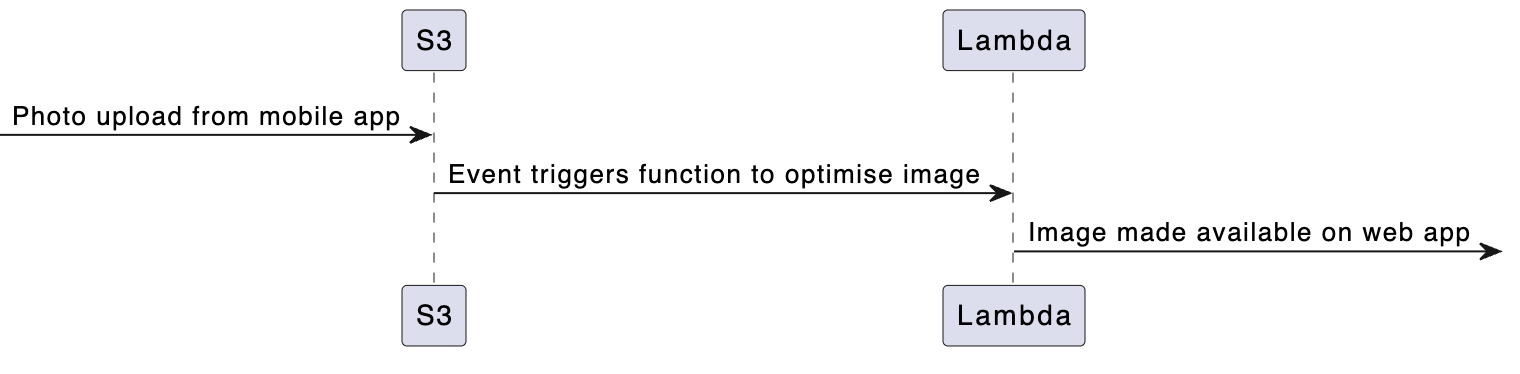 S3
Lambda
Photo upload from mobile app
Event triggers function to optimise image
Image made available on web app
S3
Lambda